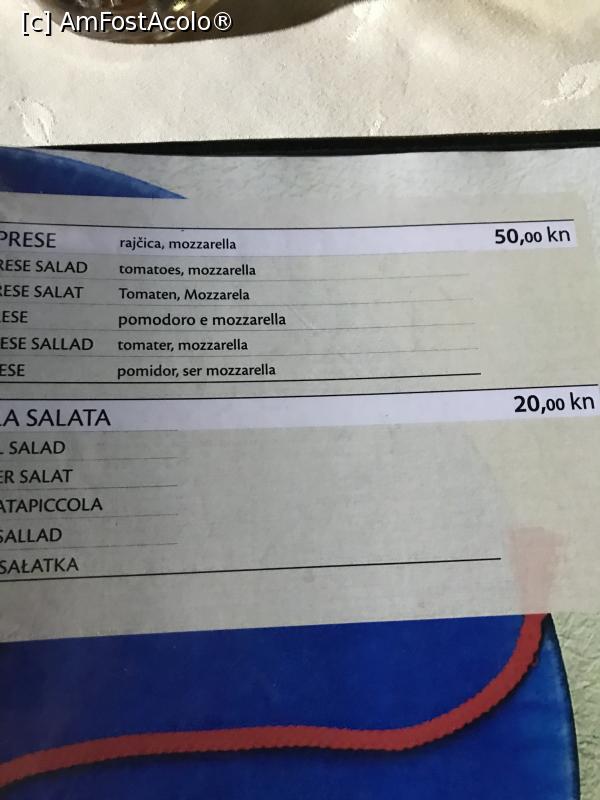 [c] AmFostAcolo®
PRESE rajčica, mozzarella 50,00 kn
RESE SALAD tomatoes, mozzarella
RESE SALAT Tomaten, Mozzarela
ESE pomodoro e mozzarella
ESE SALLAD tomater, mozzarella
ESE pomidor, ser mozzarella
LA SALATA 20,00 kn
L SALAD
ER SALAT
ATAPICCOLA
SALLAD
SAŁATKA